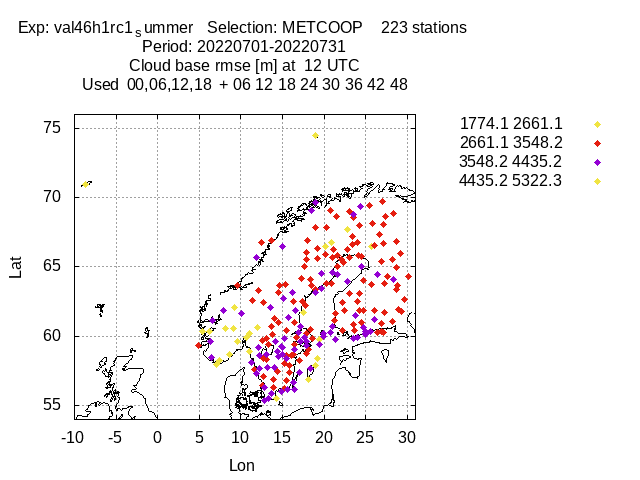 Exp: val46h1rc1summer Selection: METCOOP 223 stations
Period: 20220701-20220731
Cloud base rmse [m] at 12 UTC
Used 00,06,12,18 + 06 12 18 24 30 36 42 48
1774.1 2661.1
2661.1 3548.2
3548.2 4435.2
4435.2 5322.3
75
70
65
60
55
Lat
-10 -5 0 5 10 15 20 25 30
Lon